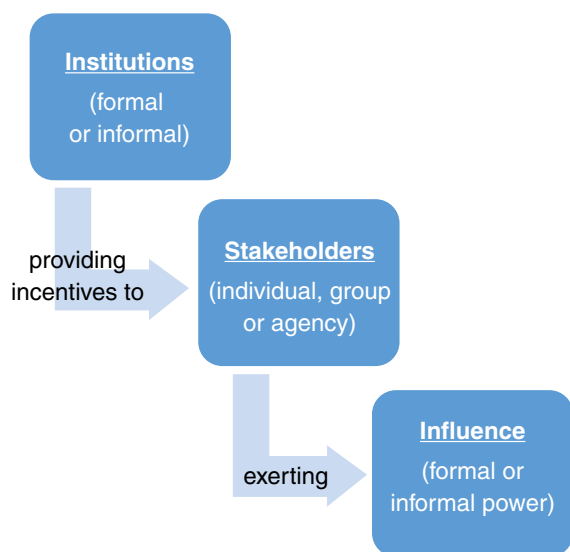 Institutions
(formal
or informal)
providing
incentives to
Stakeholders
(individual, group
or agency)
exerting
Influence
(formal or
informal power)